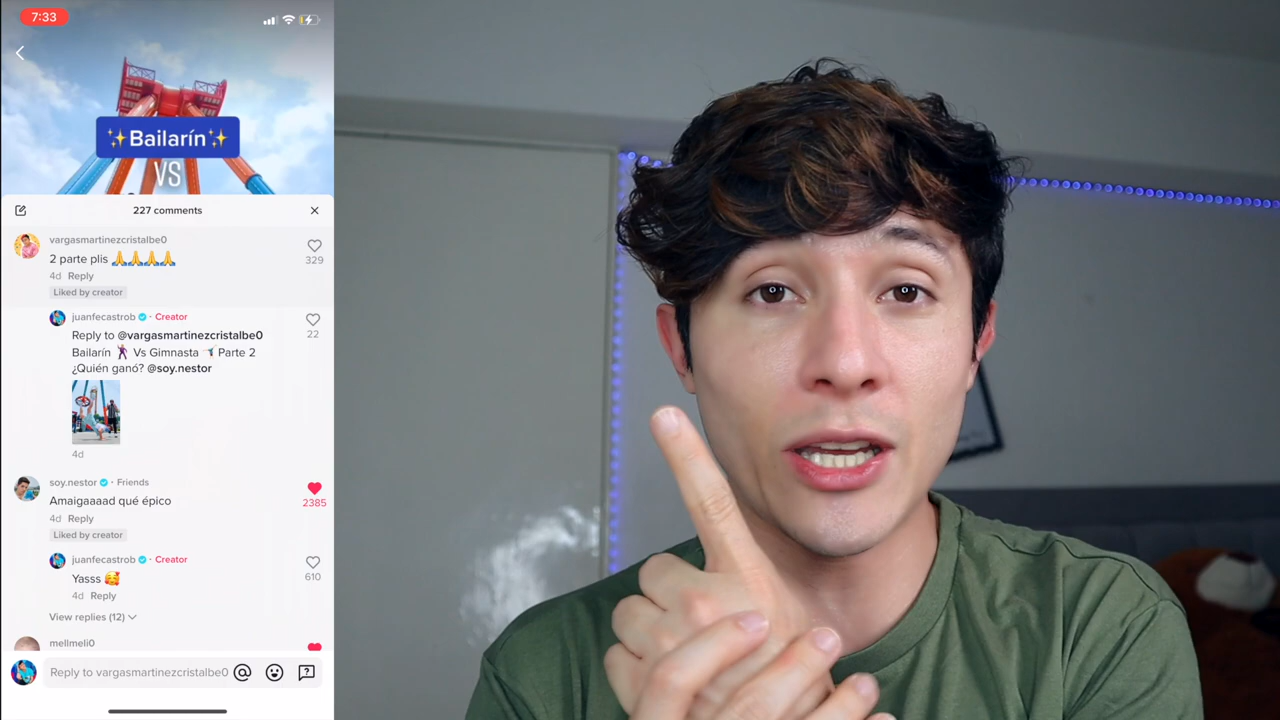 7:33
✨Bailarín✨
VS
227 comments
vargasmartinezcristalbe0
2 parte plis 🙏🙏🙏🙏
329
4d Reply
Liked by creator
juanfecastrob · Creator
Reply to @vargasmartinezcristalbe0
22
Bailarín 🕺 Vs Gimnasta 🤸 Parte 2
¿Quién ganó? @soy.nestor
4d
soy.nestor · Friends
Amaigaaaad qué épico
2385
4d Reply
Liked by creator
juanfecastrob · Creator
Yasss 🥰
610
4d Reply
View replies (12)
mellmeli0
Reply to vargasmartinezcristalbe0